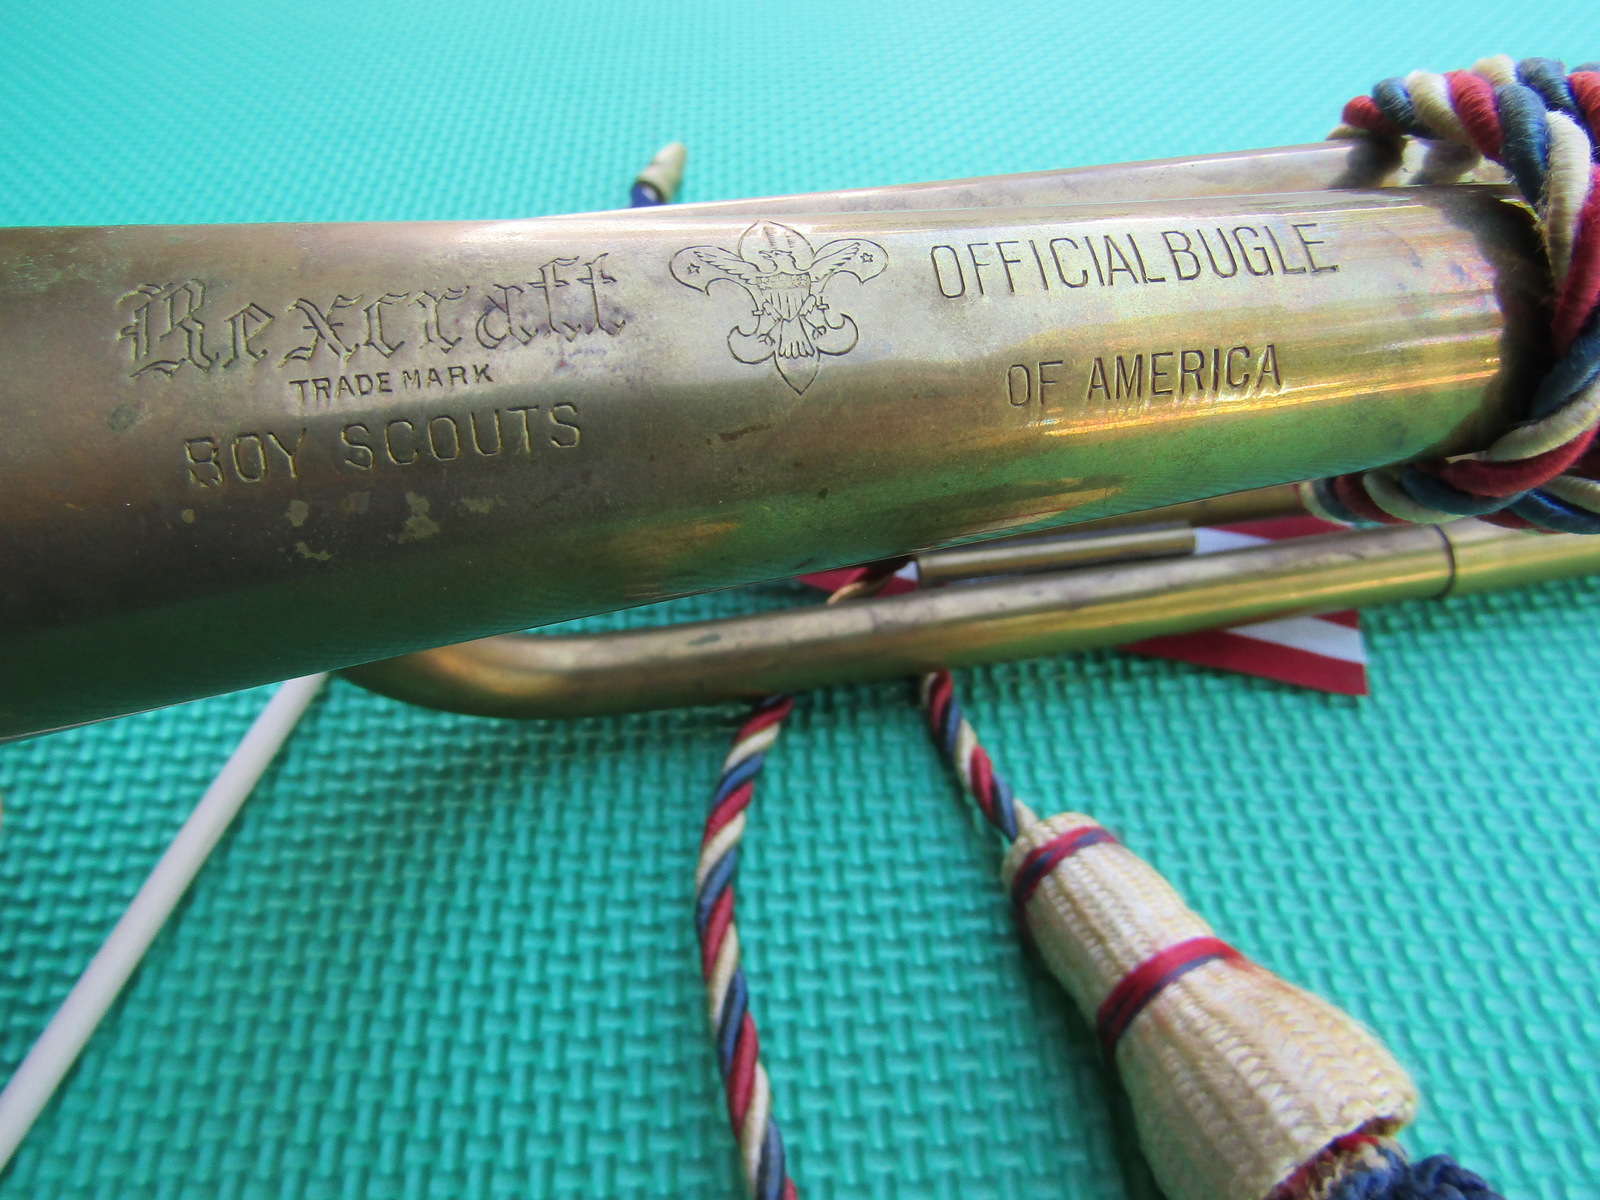 Rexcraft OFFICIAL BUGLE
TRADE MARK
BOY SCOUTS OF AMERICA